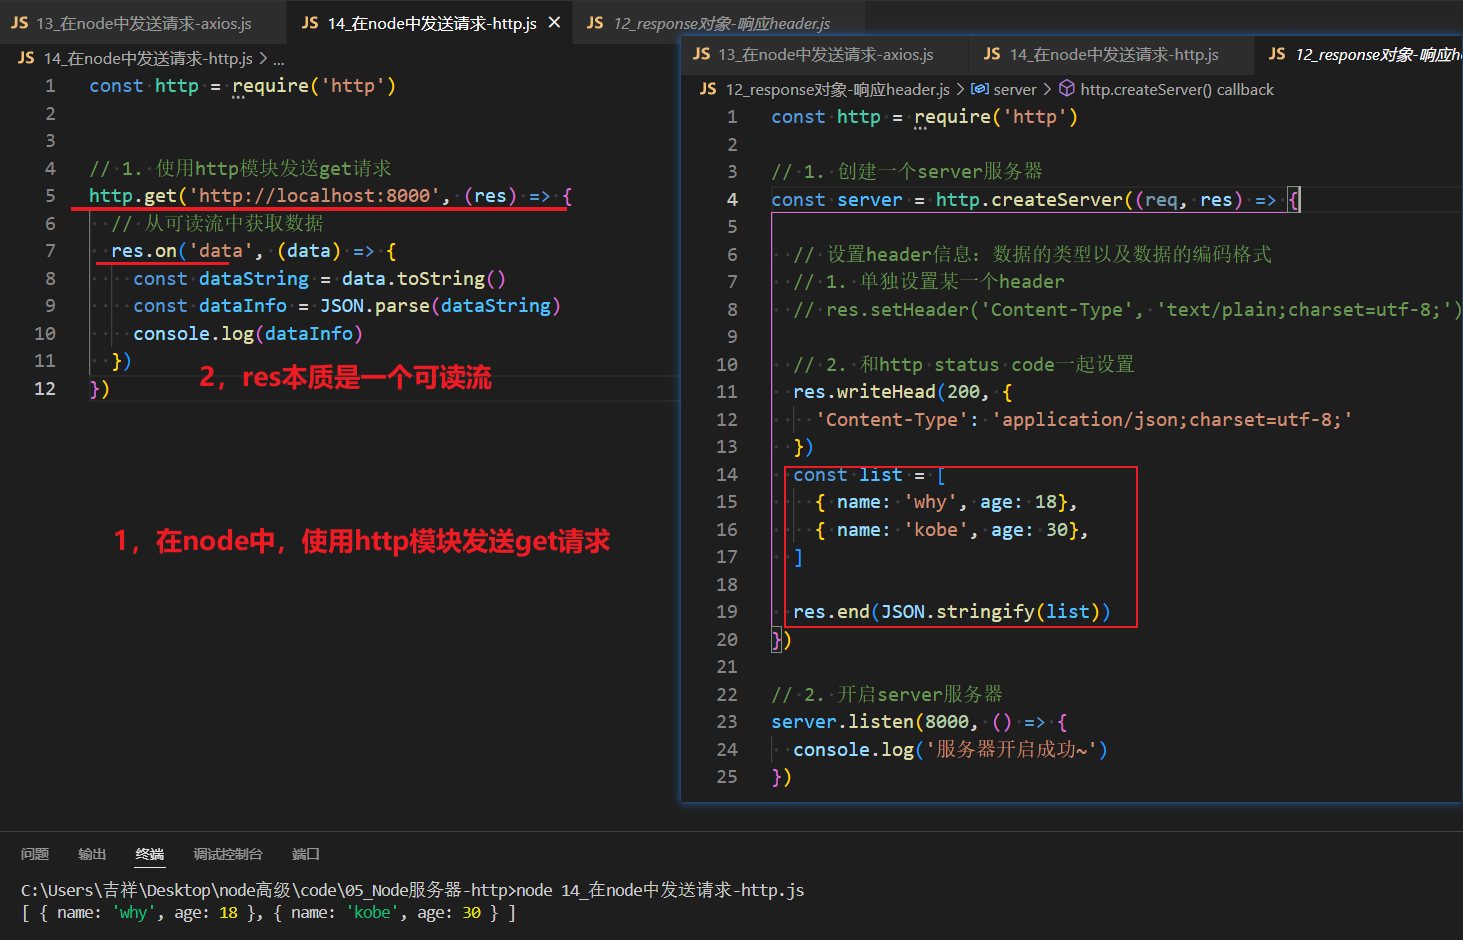 JS 13_在node中发送请求-axios.js
JS 14_在node中发送请求-http.js ×
JS 12_response对象-响应header.js
JS 14_在node中发送请求-http.js > ...
1 const http = require('http')
2
3
4 // 1. 使用http模块发送get请求
5 http.get('http://localhost:8000', (res) => {
6 // 从可读流中获取数据
7 res.on('data', (data) => {
8 const dataString = data.toString()
9 const dataInfo = JSON.parse(dataString)
10 console.log(dataInfo)
11 })
12 })
2，res本质是一个可读流
1，在node中，使用http模块发送get请求
JS 13_在node中发送请求-axios.js
JS 14_在node中发送请求-http.js
JS 12_response对象-响应he
JS 12_response对象-响应header.js > server > http.createServer() callback
1 const http = require('http')
2
3 // 1. 创建一个server服务器
4 const server = http.createServer((req, res) => {
5
6 // 设置header信息: 数据的类型以及数据的编码格式
7 // 1. 单独设置某一个header
8 // res.setHeader('Content-Type', 'text/plain;charset=utf-8;')
9
10 // 2. 和http status code一起设置
11 res.writeHead(200, {
12 'Content-Type': 'application/json;charset=utf-8;'
13 })
14 const list = [
15 { name: 'why', age: 18},
16 { name: 'kobe', age: 30},
17 ]
18
19 res.end(JSON.stringify(list))
20 })
21
22 // 2. 开启server服务器
23 server.listen(8000, () => {
24 console.log('服务器开启成功~')
25 })
问题 输出 终端 调试控制台 端口
C:\Users\吉祥\Desktop\node高级\code\05_Node服务器-http>node 14_在node中发送请求-http.js
[ { name: 'why', age: 18 }, { name: 'kobe', age: 30 } ]